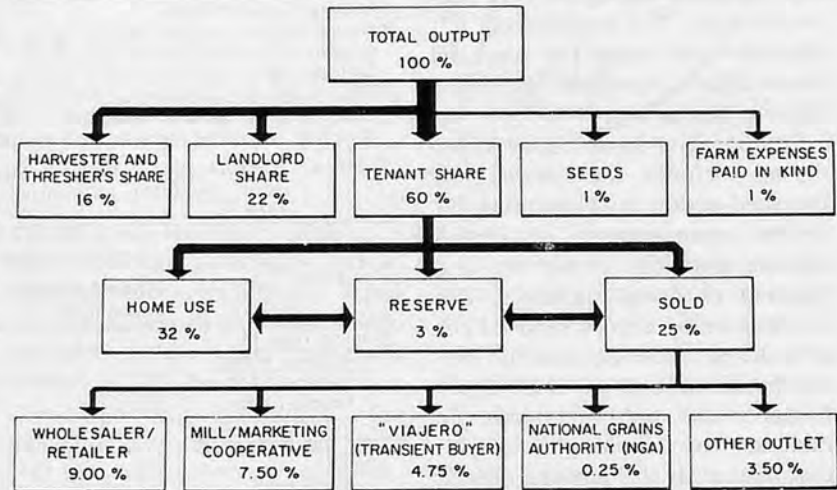 TOTAL OUTPUT
100 %
HARVESTER AND
THRESHER'S SHARE
16 %
LANDLORD
SHARE
22 %
TENANT SHARE
60 %
SEEDS
1 %
FARM EXPENSES
PAID IN KIND
1 %
HOME USE
32 %
RESERVE
3 %
SOLD
25 %
WHOLESALER/
RETAILER
9.00 %
MILL/MARKETING
COOPERATIVE
7.50 %
"VIAJERO"
(TRANSIENT BUYER)
4.75 %
NATIONAL GRAINS
AUTHORITY (NGA)
0.25 %
OTHER OUTLET
3.50 %